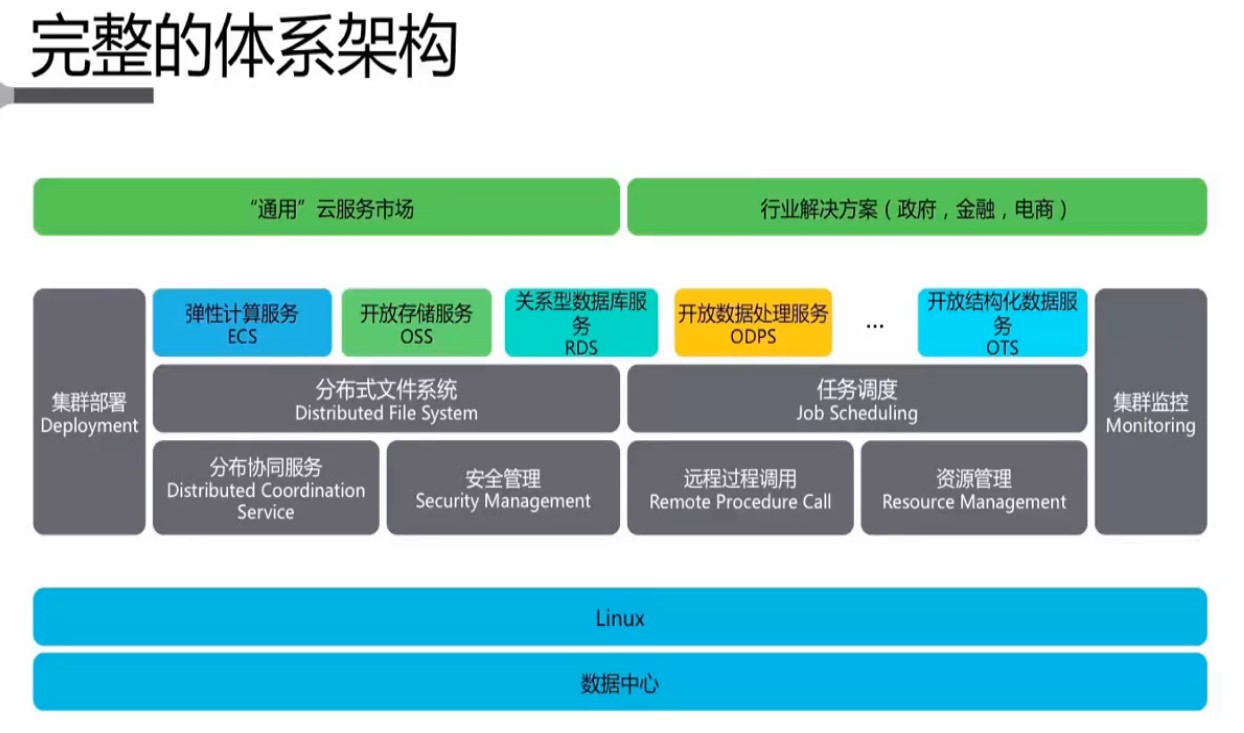 完整的体系架构
“通用”云服务市场
行业解决方案（政府，金融，电商）
集群部署
Deployment
弹性计算服务
ECS
开放存储服务
OSS
关系型数据库服
务
RDS
开放数据处理服务
ODPS
...
开放结构化数据服
务
OTS
集群监控
Monitoring
分布式文件系统
Distributed File System
任务调度
Job Scheduling
分布协同服务
Distributed Coordination
Service
安全管理
Security Management
远程过程调用
Remote Procedure Call
资源管理
Resource Management
Linux
数据中心